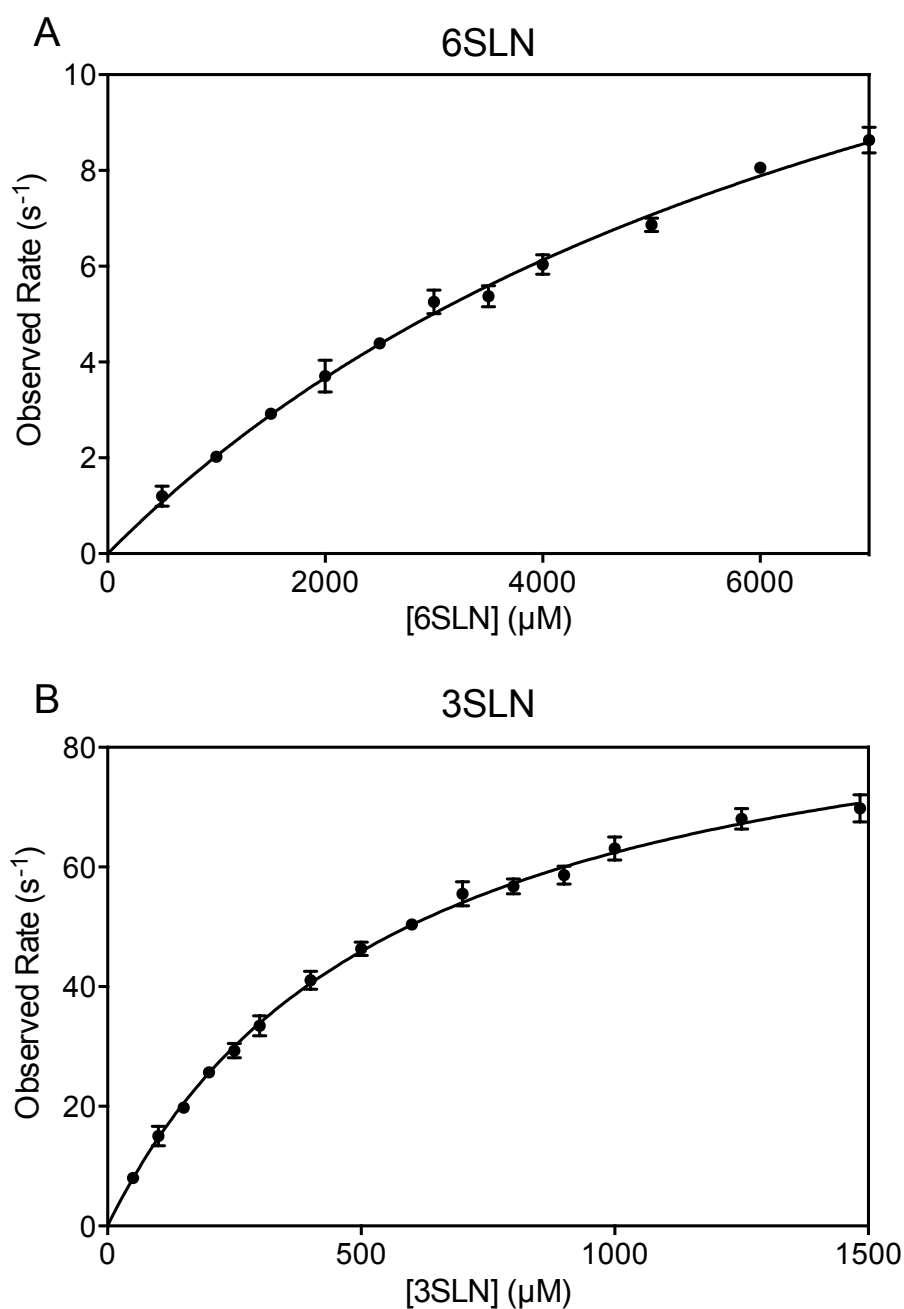 A
6SLN
10
8
6
4
2
0
Observed Rate (s⁻¹)
0 2000 4000 6000
[6SLN] (µM)
B
3SLN
80
60
40
20
0
Observed Rate (s⁻¹)
0 500 1000 1500
[3SLN] (µM)